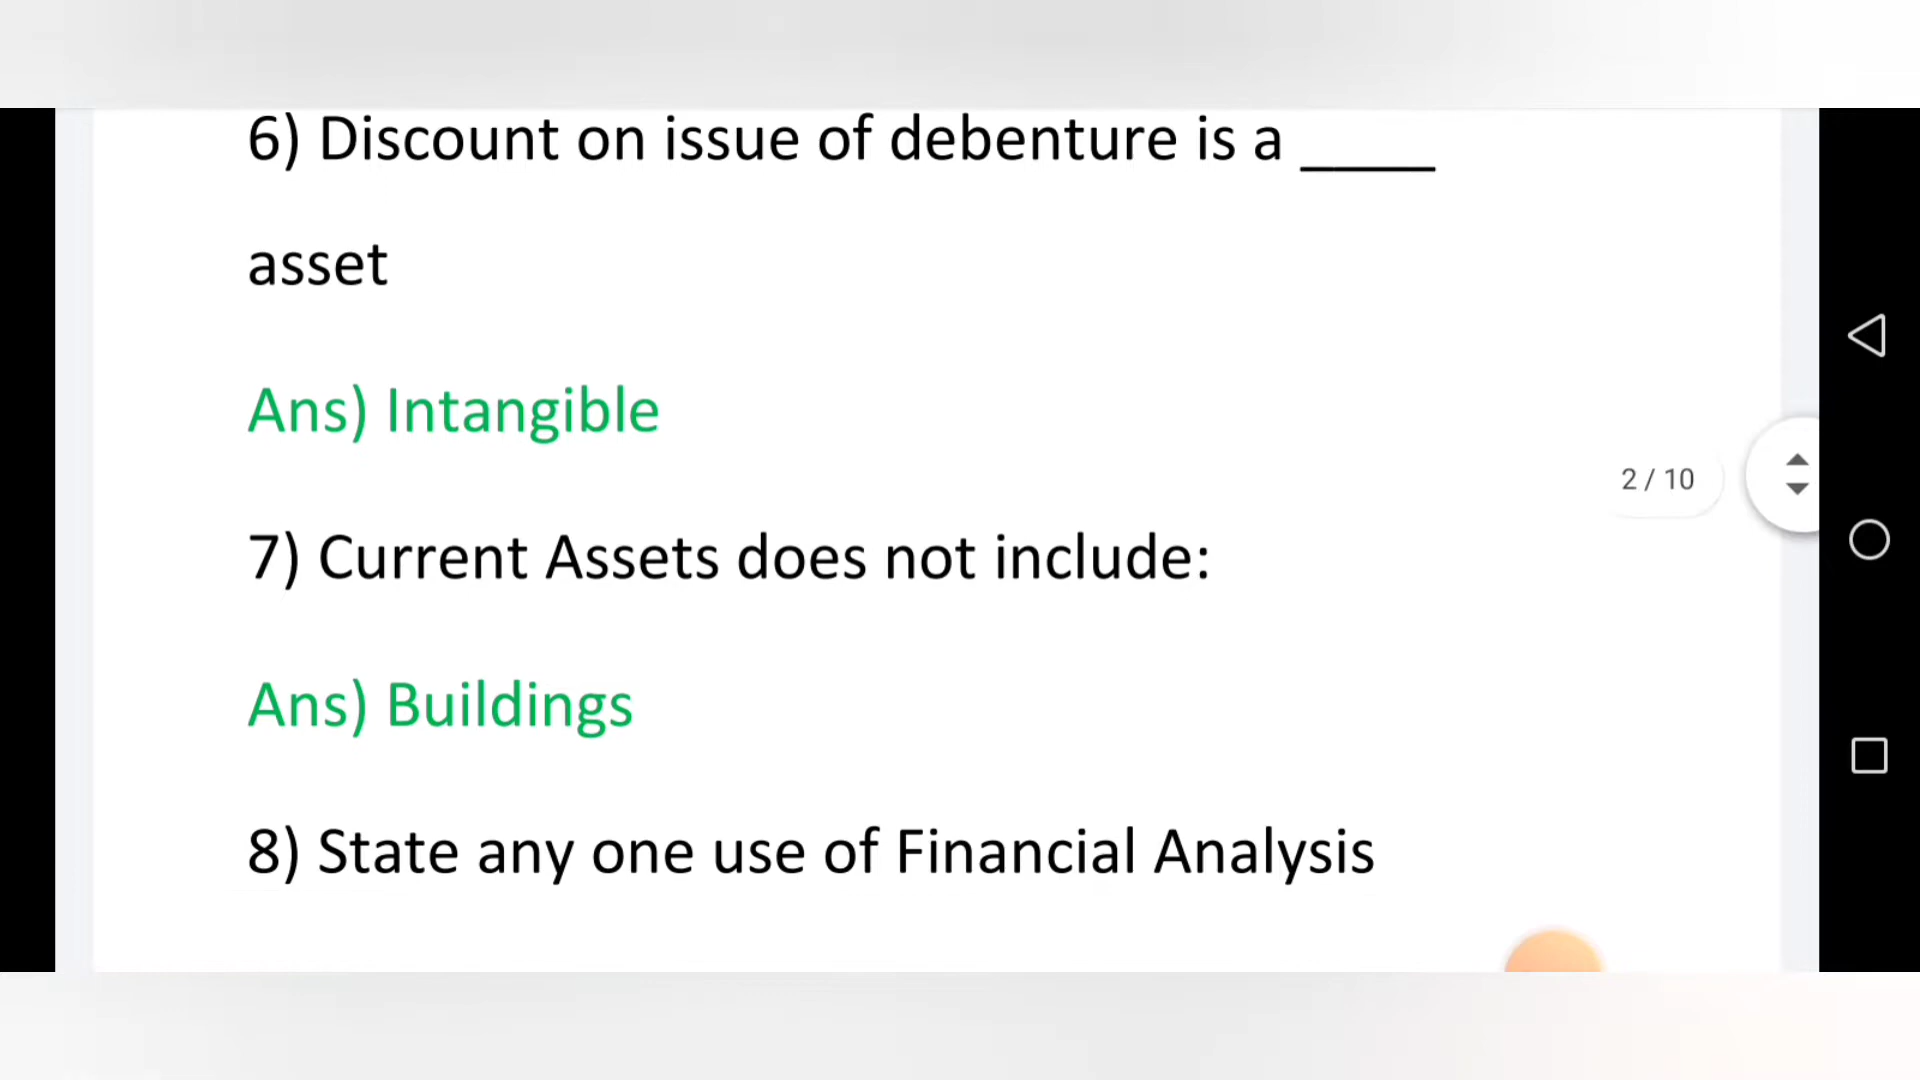 6) Discount on issue of debenture is a ____
asset
Ans) Intangible
2 / 10
7) Current Assets does not include:
Ans) Buildings
8) State any one use of Financial Analysis